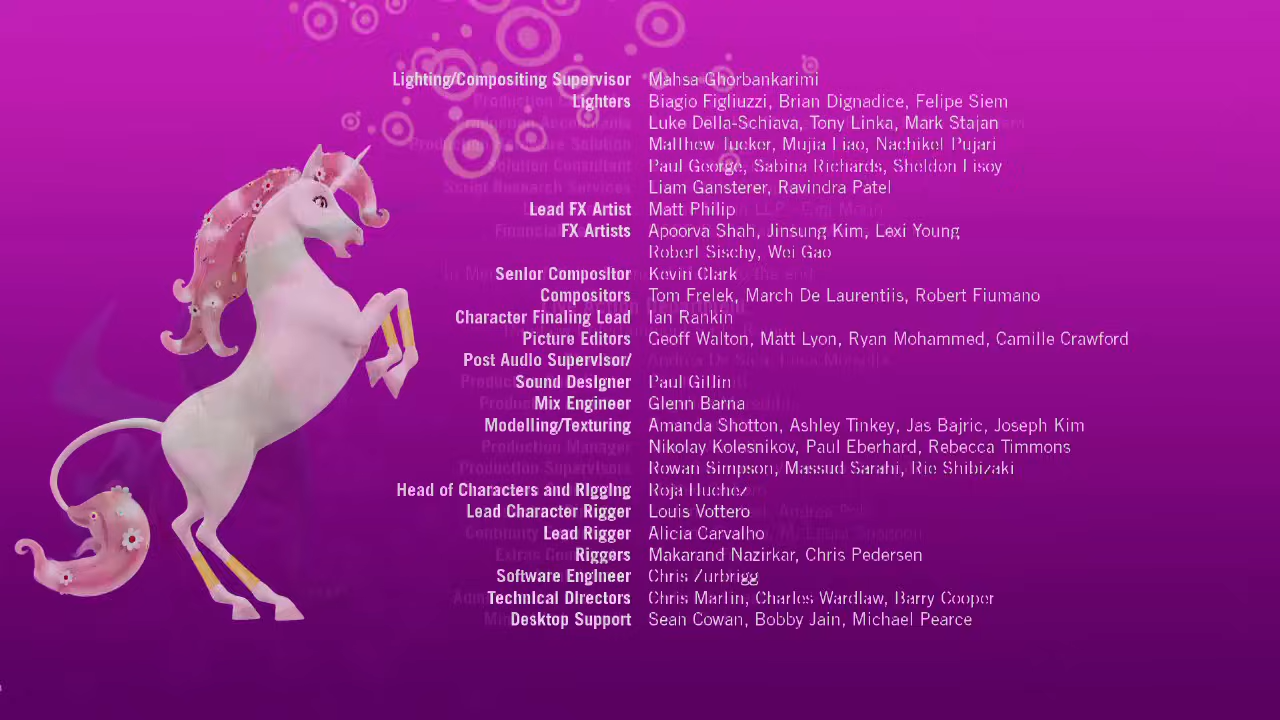 Lighting/Compositing Supervisor Mahsa Ghorbankarimi
Lighters Biagio Figliuzzi, Brian Dignadice, Felipe Siem
Luke Della-Schiava, Tony Linka, Mark Stajan
Matthew Tucker, Mujia Liao, Nachiket Pujari
Paul George, Sabina Richards, Sheldon Lisoy
Liam Gansterer, Ravindra Patel
Lead FX Artist Matt Philip
FX Artists Apoorva Shah, Jinsung Kim, Lexi Young
Robert Sischy, Wei Gao
Senior Compositor Kevin Clark
Compositors Tom Frelek, March De Laurentiis, Robert Fiumano
Character Finaling Lead Ian Rankin
Picture Editors Geoff Walton, Matt Lyon, Ryan Mohammed, Camille Crawford
Post Audio Supervisor/
Sound Designer Paul Gitlin
Mix Engineer Glenn Barna
Modelling/Texturing Amanda Shotton, Ashley Tinkey, Jas Bajric, Joseph Kim
Nikolay Kolesnikov, Paul Eberhard, Rebecca Timmons
Rowan Simpson, Massud Sarahi, Rie Shibizaki
Head of Characters and Rigging Roja Huchez
Lead Character Rigger Louis Vottero
Lead Rigger Alicia Carvalho
Riggers Makarand Nazirkar, Chris Pedersen
Software Engineer Chris Zurbrigg
Technical Directors Chris Martin, Charles Wardlaw, Barry Cooper
Desktop Support Sean Cowan, Bobby Jain, Michael Pearce